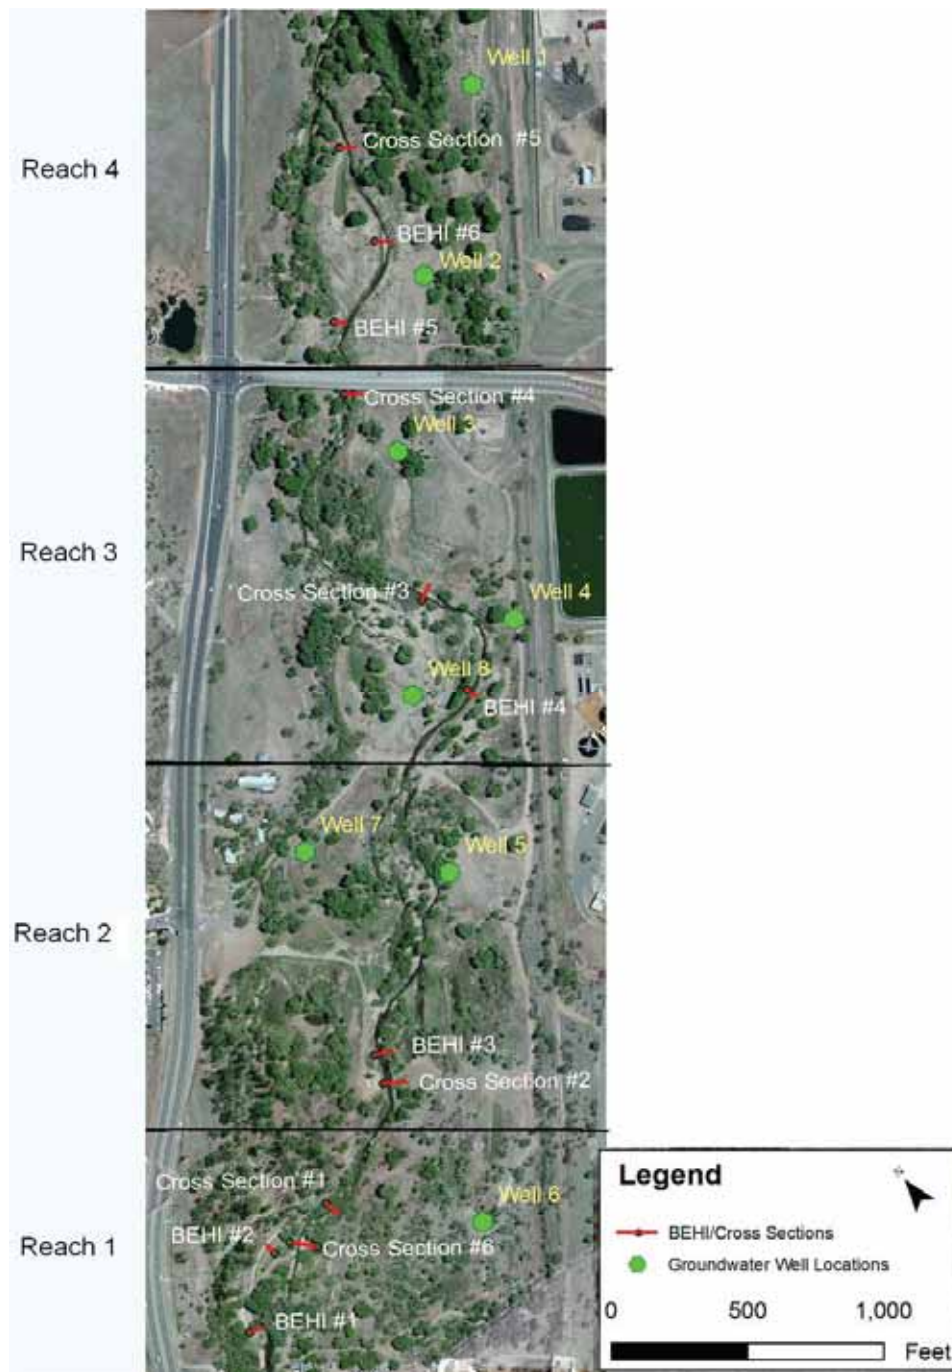 Well 1
Cross Section #5
Reach 4
BEHI #6
Well 2
BEHI #5
Cross Section #4
Well 3
Reach 3
Cross Section #3
Well 4
Well 8
BEHI #4
Well 7
Well 5
Reach 2
BEHI #3
Cross Section #2
Cross Section #1
Well 6
BEHI #2
Cross Section #6
Reach 1
BEHI #1
Legend
BEHI/Cross Sections
Groundwater Well Locations
0 500 1,000
Feet